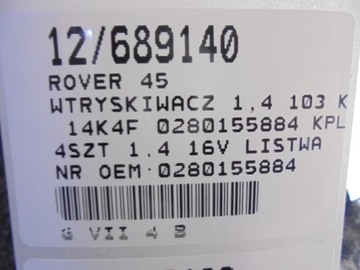 12/689140
ROVER 45
WTRYSKIWACZ 1,4 103 K
14K4F 0280155884 KPL
4SZT 1.4 16V LISTWA
NR OEM:0280155884
G VII 4 B